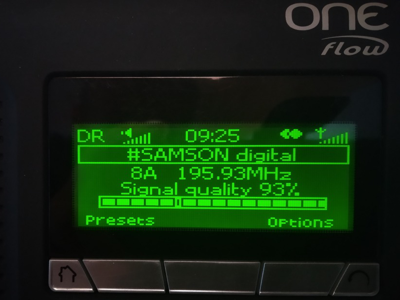 ONE
flow
DR 09:25
#SAMSON digital
8A 195.93MHz
Signal quality 93%
Presets Options